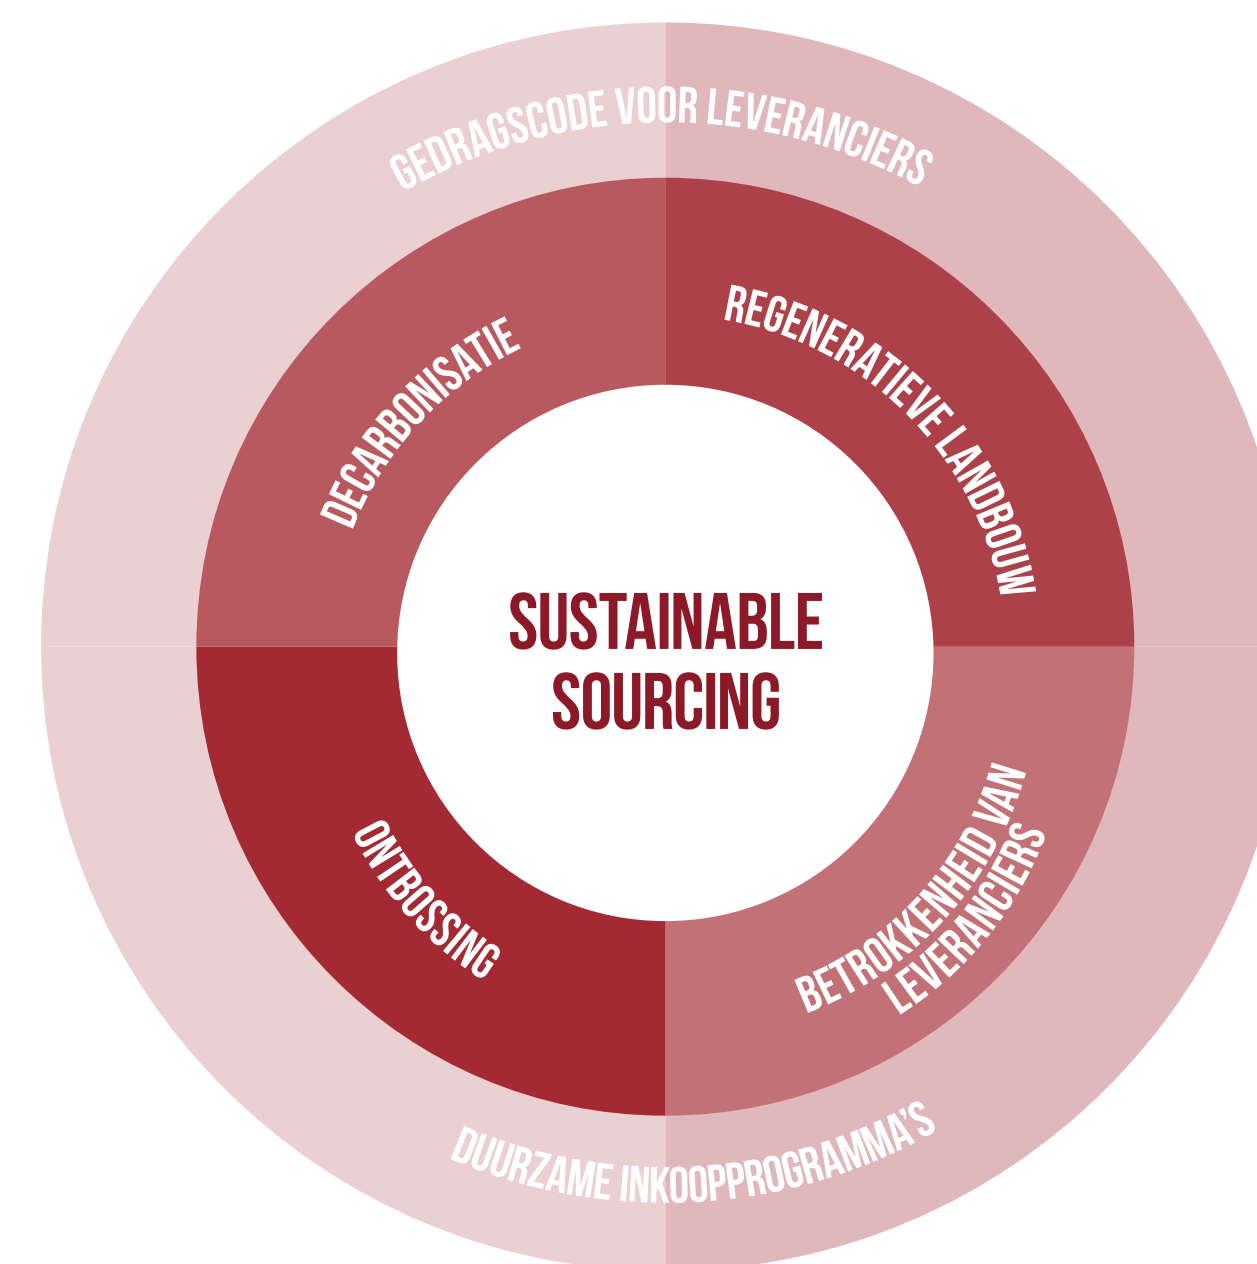 GEDRAGSCODE VOOR LEVERANCIERS
DECARBONISATIE
REGENERATIEVE LANDBOUW
SUSTAINABLE
SOURCING
ONTBOSSING
BETROKKENHEID VAN
LEVERANCIERS
DUURZAME INKOOPPROGRAMMA'S